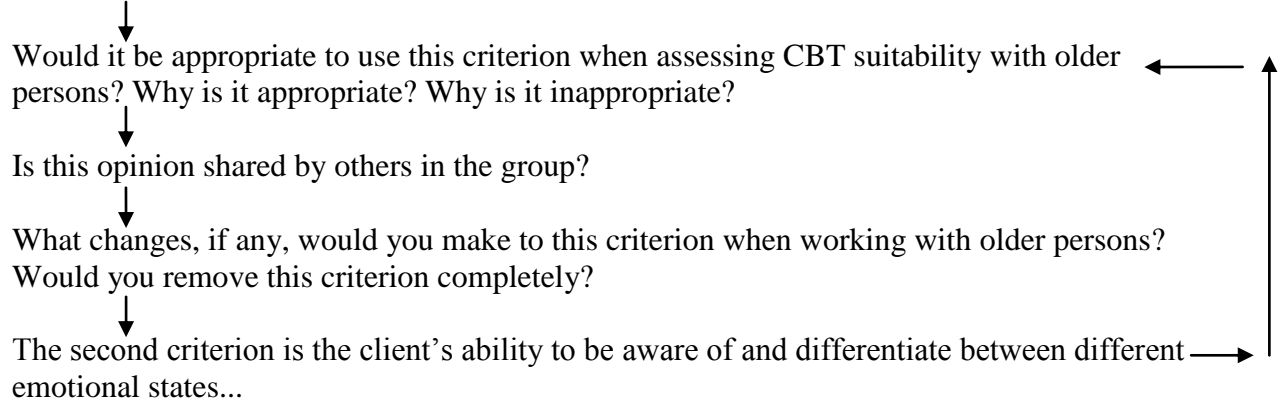 Would it be appropriate to use this criterion when assessing CBT suitability with older
persons? Why is it appropriate? Why is it inappropriate?
Is this opinion shared by others in the group?
What changes, if any, would you make to this criterion when working with older persons?
Would you remove this criterion completely?
The second criterion is the client’s ability to be aware of and differentiate between different
emotional states...